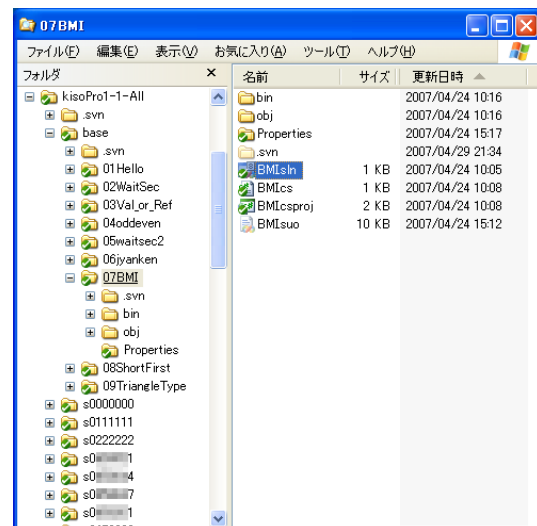 07BMI
ファイル(F) 編集(E) 表示(V) お気に入り(A) ツール(T) ヘルプ(H)
フォルダ ×
kisoPro1-1-All
.svn
base
.svn
01Hello
02WaitSec
03Val_or_Ref
04oddeven
05waitsec2
06jyanken
07BMI
.svn
bin
obj
Properties
08ShortFirst
09TriangleType
s0000000
s0111111
s0222222
名前 サイズ 更新日時
bin 2007/04/24 10:16
obj 2007/04/24 10:16
Properties 2007/04/24 15:17
.svn 2007/04/29 21:34
BMI.sln 1 KB 2007/04/24 10:05
BMI.cs 1 KB 2007/04/24 10:08
BMI.csproj 2 KB 2007/04/24 10:08
BMI.suo 10 KB 2007/04/24 15:12